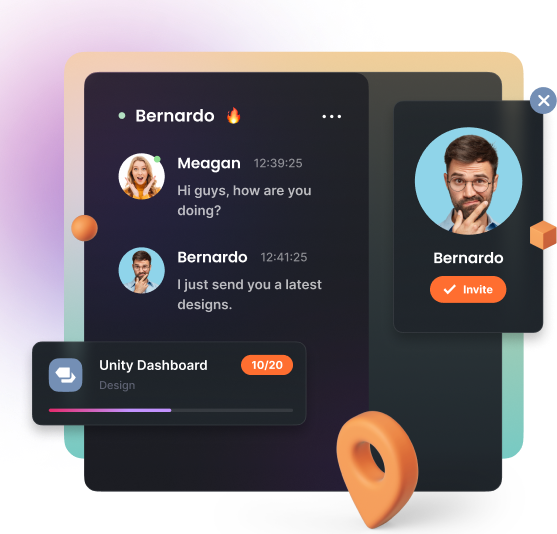 Bernardo 🔥
Meagan 12:39:25
Hi guys, how are you
doing?
Bernardo 12:41:25
I just send you a latest
designs.
Bernardo
Invite
Unity Dashboard 10/20
Design